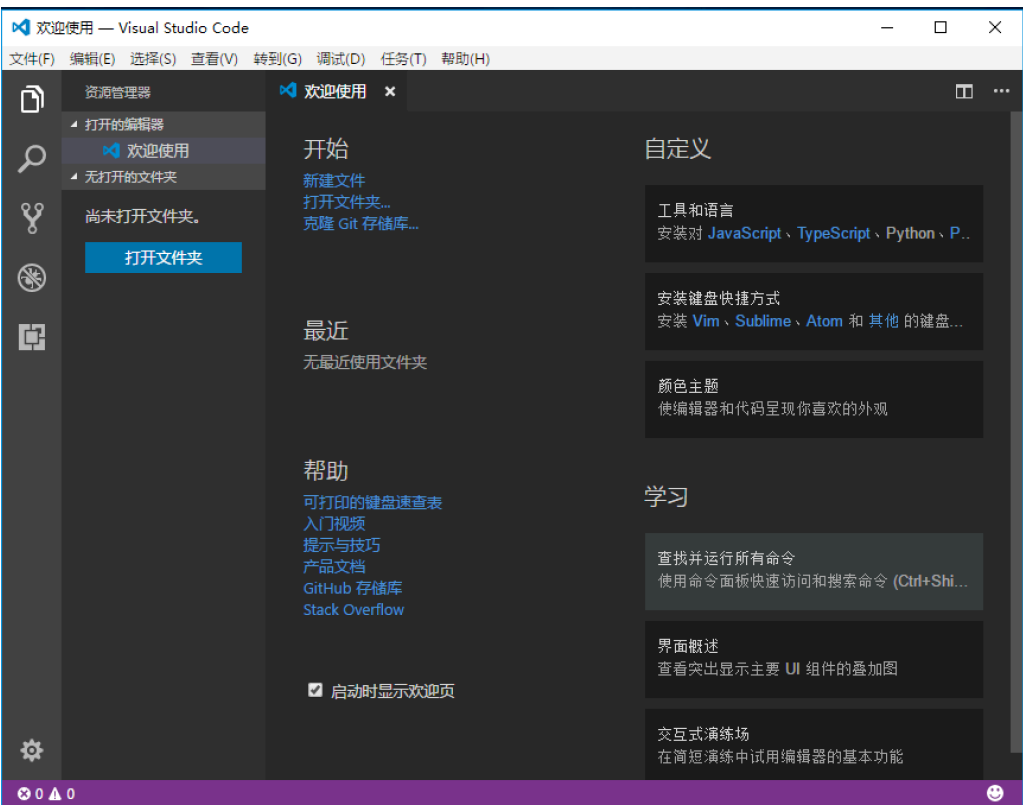 欢迎使用 — Visual Studio Code
文件(F) 编辑(E) 选择(S) 查看(V) 转到(G) 调试(D) 任务(T) 帮助(H)
资源管理器
打开的编辑器
欢迎使用
无打开的文件夹
尚未打开文件夹。
打开文件夹
欢迎使用
开始
新建文件
打开文件夹...
克隆 Git 存储库...
最近
无最近使用文件夹
帮助
可打印的键盘速查表
入门视频
提示与技巧
产品文档
GitHub 存储库
Stack Overflow
启动时显示欢迎页
自定义
工具和语言
安装对 JavaScript、TypeScript、Python、P...
安装键盘快捷方式
安装 Vim、Sublime、Atom 和 其他 的键盘...
颜色主题
使编辑器和代码呈现你喜欢的外观
学习
查找并运行所有命令
使用命令面板快速访问和搜索命令 (Ctrl+Shi...
界面概述
查看突出显示主要 UI 组件的叠加图
交互式演练场
在简短演练中试用编辑器的基本功能
0 0